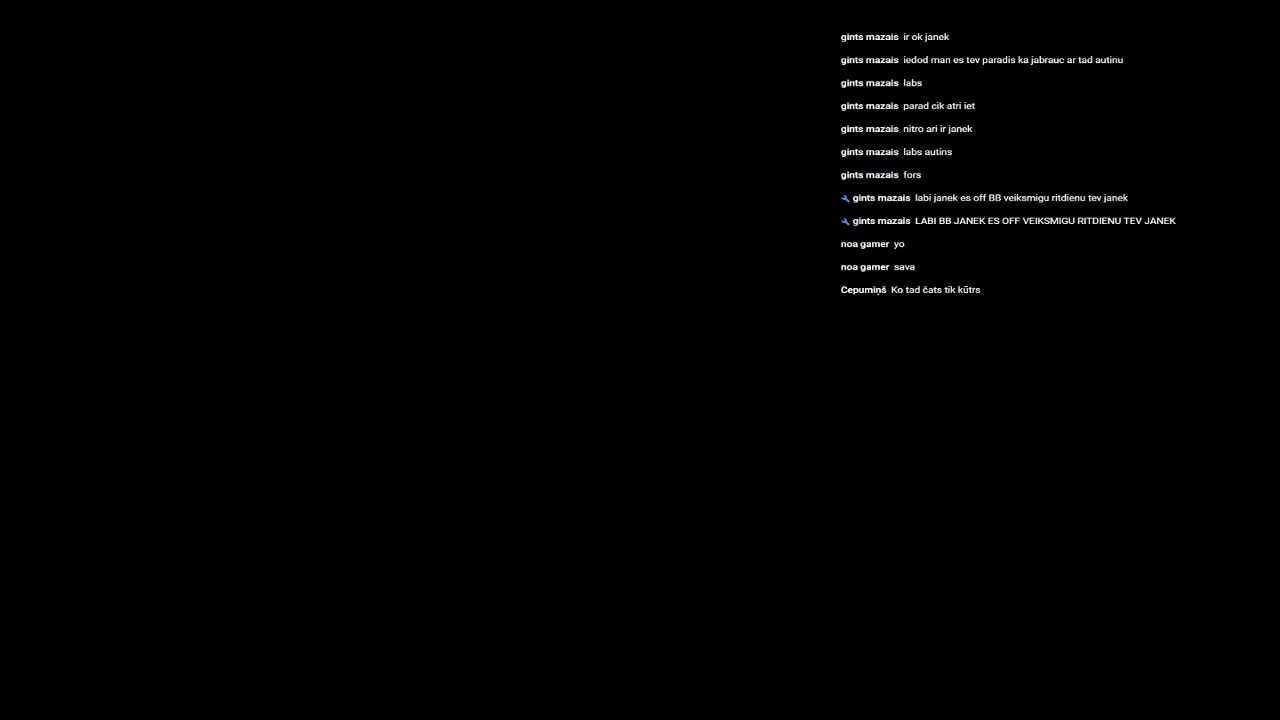 gints mazais ir ok janek
gints mazais iedod man es tev paradis ka jabrauc ar tad autinu
gints mazais labs
gints mazais parad cik atri iet
gints mazais nitro ari ir janek
gints mazais labs autins
gints mazais fors
gints mazais labi janek es off BB veiksmigu ritdienu tev janek
gints mazais LABI BB JANEK ES OFF VEIKSMIGU RITDIENU TEV JANEK
noa gamer yo
noa gamer sava
Cepumiņš Ko tad čats tik kūtrs